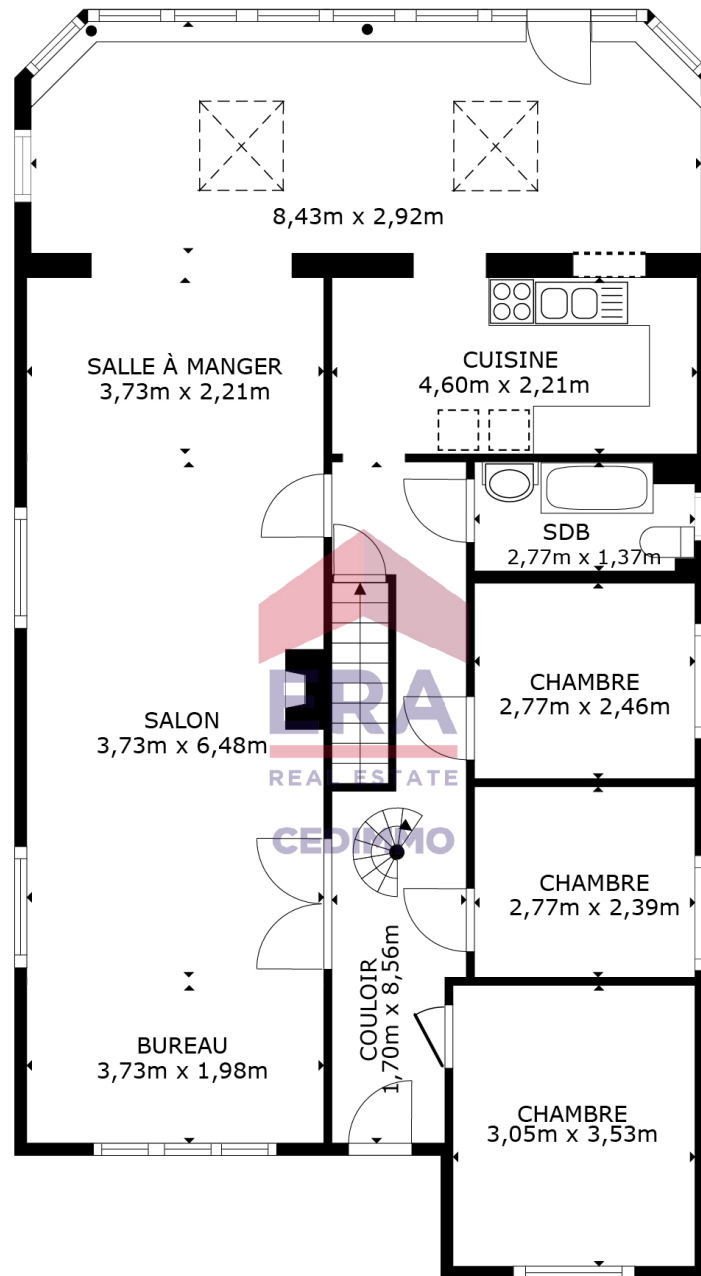 8,43m x 2,92m
SALLE À MANGER
3,73m x 2,21m
CUISINE
4,60m x 2,21m
SDB
2,77m x 1,37m
CHAMBRE
2,77m x 2,46m
SALON
3,73m x 6,48m
ERA
REAL ESTATE
CEDIMMO
CHAMBRE
2,77m x 2,39m
COULOIR
1,70m x 8,56m
BUREAU
3,73m x 1,98m
CHAMBRE
3,05m x 3,53m